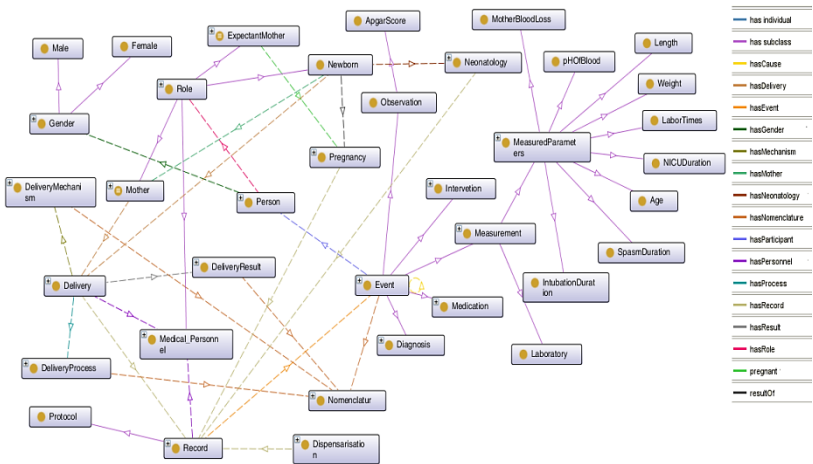 ExpectantMother
ApgarScore
MotherBloodLoss
Male
Female
Length
Role
Newborn
Neonatology
pHOfBlood
Weight
Gender
Observation
LaborTimes
MeasuredParamet
ers
NICUDuration
Pregnancy
DeliveryMechani
sm
Mother
Person
Intervetion
Age
Measurement
SpasmDuration
Delivery
DeliveryResult
Event
IntubationDurat
ion
Medication
Medical_Personn
el
Diagnosis
Laboratory
DeliveryProcess
Nomenclatur
Protocol
Record
Dispensarisatio
n
has individual
has subclass
hasCause
hasDelivery
hasEvent
hasGender
hasMechanism
hasMother
hasNeonatology
hasNomenclature
hasParticipant
hasPersonnel
hasProcess
hasRecord
hasResult
hasRole
pregnant
resultOf